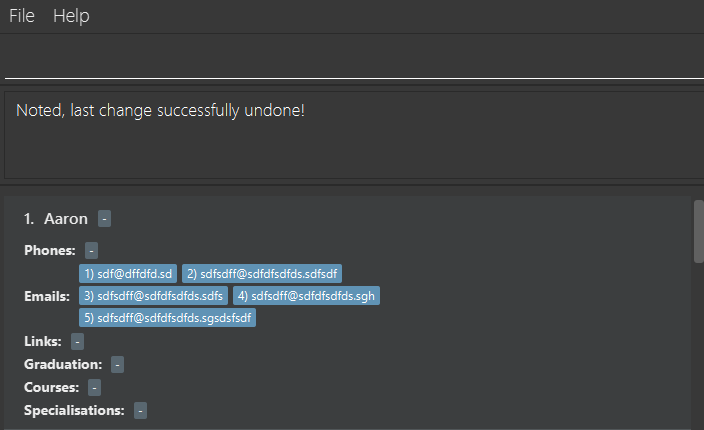 File Help
Noted, last change successfully undone!
1. Aaron -
Phones: -
1) sdf@dffdfd.sd 2) sdfsdff@sdfdfsdfds.sdfsdf
Emails: 3) sdfsdff@sdfdfsdfds.sdfs 4) sdfsdff@sdfdfsdfds.sgh
5) sdfsdff@sdfdfsdfds.sgsdsfsdf
Links: -
Graduation: -
Courses: -
Specialisations: -